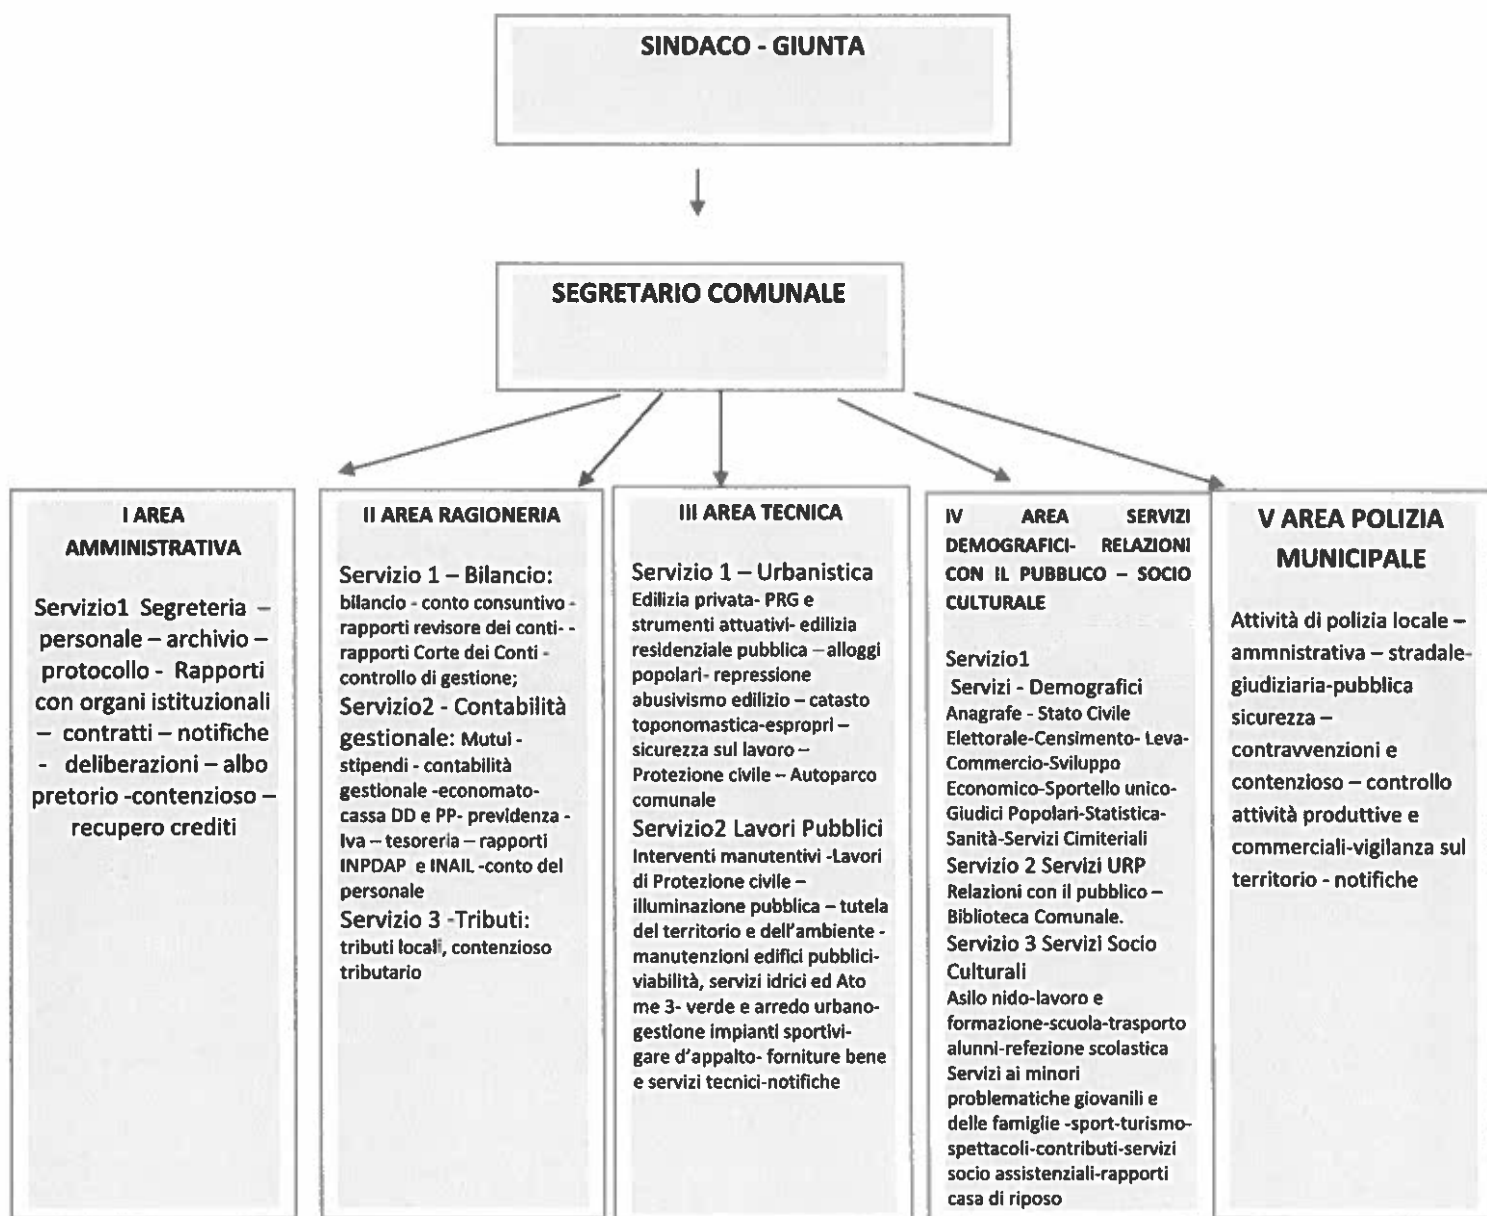 SINDACO - GIUNTA
SEGRETARIO COMUNALE
I AREA
AMMINISTRATIVA
Servizio1 Segreteria –
personale – archivio –
protocollo - Rapporti
con organi istituzionali
– contratti – notifiche
- deliberazioni – albo
pretorio -contenzioso –
recupero crediti
II AREA RAGIONERIA
Servizio 1 – Bilancio:
bilancio - conto consuntivo -
rapporti revisore dei conti- -
rapporti Corte dei Conti -
controllo di gestione;
Servizio2 - Contabilità
gestionale: Mutui -
stipendi - contabilità
gestionale -economato-
cassa DD e PP- previdenza -
Iva – tesoreria – rapporti
INPDAP e INAIL -conto del
personale
Servizio 3 -Tributi:
tributi locali, contenzioso
tributario
III AREA TECNICA
Servizio 1 – Urbanistica
Edilizia privata- PRG e
strumenti attuativi- edilizia
residenziale pubblica – alloggi
popolari- repressione
abusivismo edilizio – catasto
toponomastica-espropri –
sicurezza sul lavoro –
Protezione civile – Autoparco
comunale
Servizio2 Lavori Pubblici
Interventi manutentivi -Lavori
di Protezione civile –
illuminazione pubblica – tutela
del territorio e dell'ambiente -
manutenzioni edifici pubblici-
viabilità, servizi idrici ed Ato
me 3- verde e arredo urbano-
gestione impianti sportivi-
gare d'appalto- forniture bene
e servizi tecnici-notifiche
IV AREA SERVIZI
DEMOGRAFICI- RELAZIONI
CON IL PUBBLICO – SOCIO
CULTURALE
Servizio1
Servizi - Demografici
Anagrafe - Stato Civile
Elettorale-Censimento- Leva-
Commercio-Sviluppo
Economico-Sportello unico-
Giudici Popolari-Statistica-
Sanità-Servizi Cimiteriali
Servizio 2 Servizi URP
Relazioni con il pubblico –
Biblioteca Comunale.
Servizio 3 Servizi Socio
Culturali
Asilo nido-lavoro e
formazione-scuola-trasporto
alunni-refezione scolastica
Servizi ai minori
problematiche giovanili e
delle famiglie -sport-turismo-
spettacoli-contributi-servizi
socio assistenziali-rapporti
casa di riposo
V AREA POLIZIA
MUNICIPALE
Attività di polizia locale –
ammnistrativa – stradale-
giudiziaria-pubblica
sicurezza –
contravvenzioni e
contenzioso – controllo
attività produttive e
commerciali-vigilanza sul
territorio - notifiche